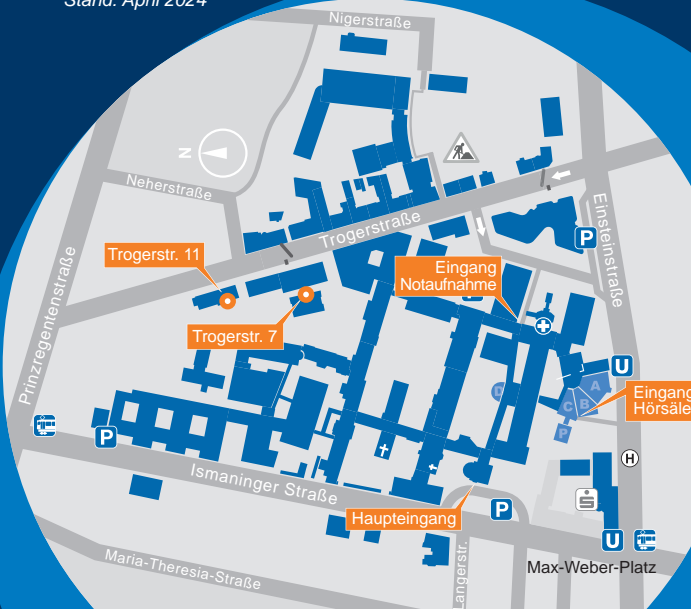 Stand: April 2024
Nigerstraße
N
Neherstraße
Trogerstraße
Einsteinstraße
Prinzregentenstraße
P
Trogerstr. 11
Eingang
Notaufnahme
Trogerstr. 7
U
D
A
B
C
P
Eingang
Hörsäle
H
P
Ismaninger Straße
Haupteingang
P
S
U
Max-Weber-Platz
Maria-Theresia-Straße
Langerstr.